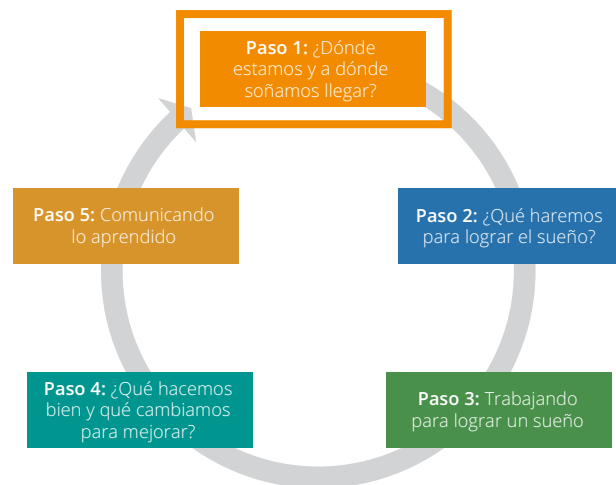 Paso 1: ¿Dónde
estamos y a dónde
soñamos llegar?
Paso 2: ¿Qué haremos
para lograr el sueño?
Paso 3: Trabajando
para lograr un sueño
Paso 4: ¿Qué hacemos
bien y qué cambiamos
para mejorar?
Paso 5: Comunicando
lo aprendido